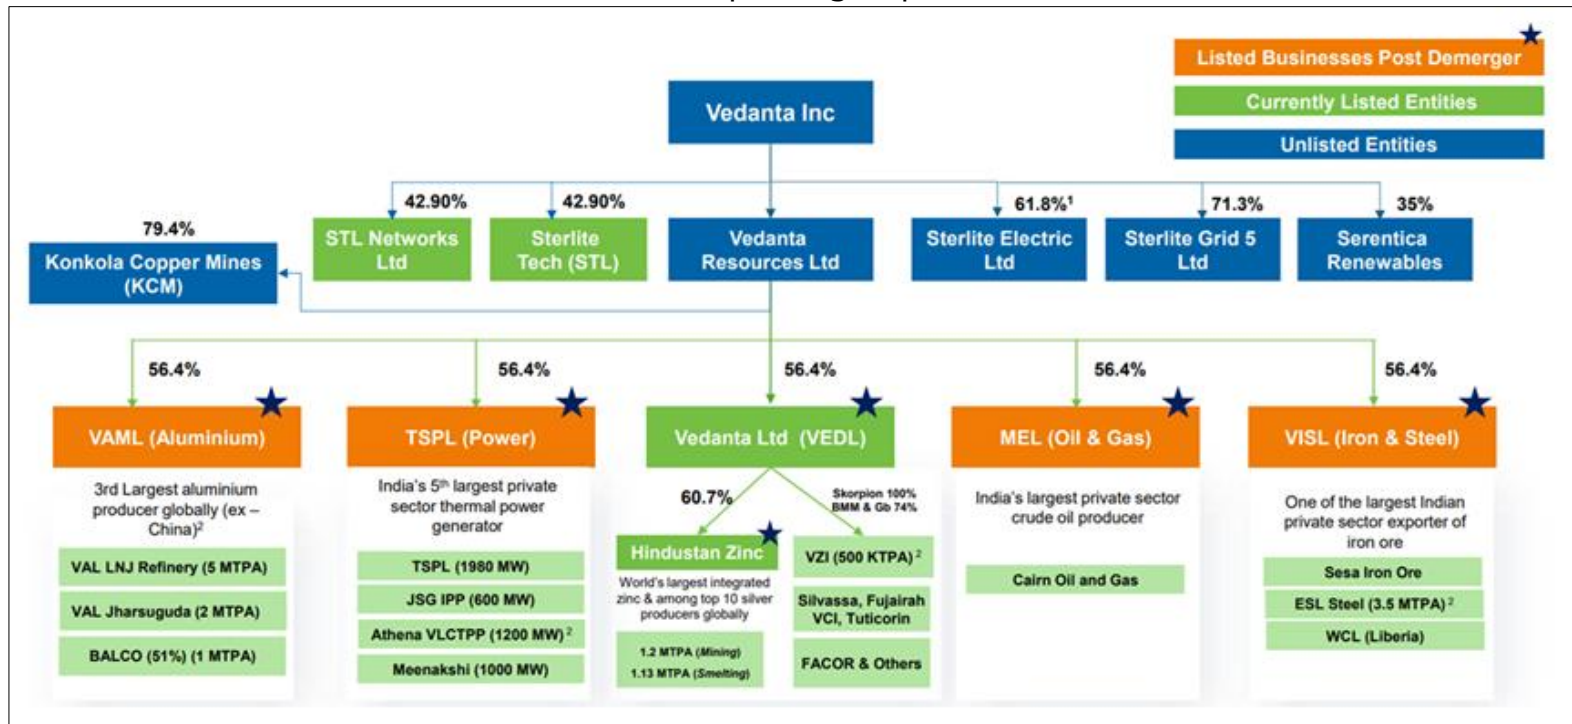 Listed Businesses Post Demerger
Currently Listed Entities
Unlisted Entities
Vedanta Inc
42.90%
42.90%
61.8%¹
71.3%
35%
79.4%
Konkola Copper Mines
(KCM)
STL Networks
Ltd
Sterlite
Tech (STL)
Vedanta
Resources Ltd
Sterlite Electric
Ltd
Sterlite Grid 5
Ltd
Serentica
Renewables
56.4%
56.4%
56.4%
56.4%
56.4%
VAML (Aluminium)
3rd Largest aluminium
producer globally (ex –
China)²
VAL LNJ Refinery (5 MTPA)
VAL Jharsuguda (2 MTPA)
BALCO (51%) (1 MTPA)
TSPL (Power)
India's 5th largest private
sector thermal power
generator
TSPL (1980 MW)
JSG IPP (600 MW)
Athena VLCTPP (1200 MW) ²
Meenakshi (1000 MW)
Vedanta Ltd (VEDL)
60.7%
Skorpion 100%
BMM & Gb 74%
Hindustan Zinc
World's largest integrated
zinc & among top 10 silver
producers globally
1.2 MTPA (Mining)
1.13 MTPA (Smelting)
VZI (500 KTPA) ²
Silvassa, Fujairah
VCI, Tuticorin
FACOR & Others
MEL (Oil & Gas)
India's largest private sector
crude oil producer
Cairn Oil and Gas
VISL (Iron & Steel)
One of the largest Indian
private sector exporter of
iron ore
Sesa Iron Ore
ESL Steel (3.5 MTPA) ²
WCL (Liberia)